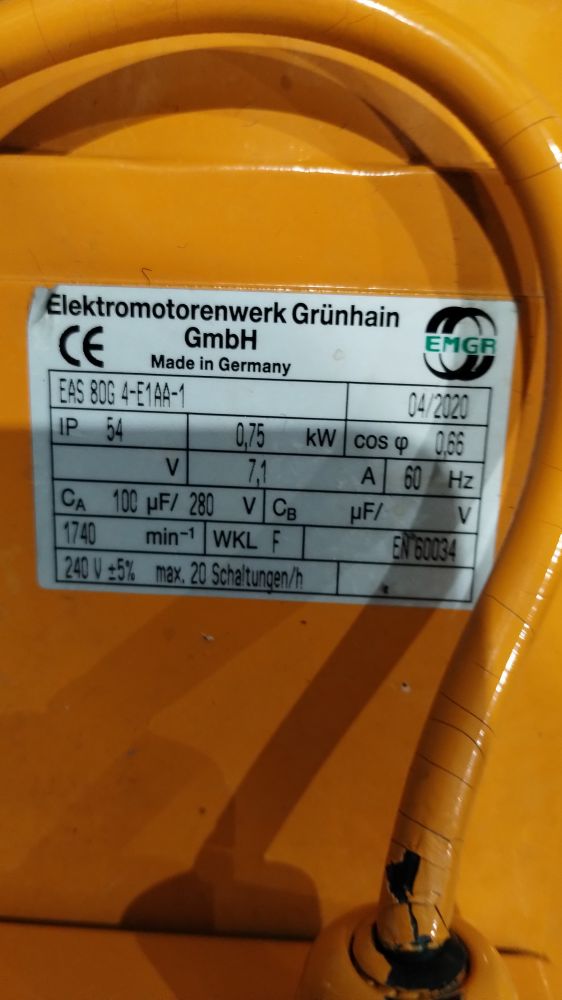 Elektromotorenwerk Grünhain
GmbH
CE
Made in Germany
EMGR
EAS 80G 4-E1AA-1 04/2020
IP 54 0,75 kW cos φ 0,66
V 7,1 A 60 Hz
CA 100 µF/ 280 V CB µF/ V
1740 min⁻¹ WKL F EN 60034
240 V ±5% max. 20 Schaltungen/h